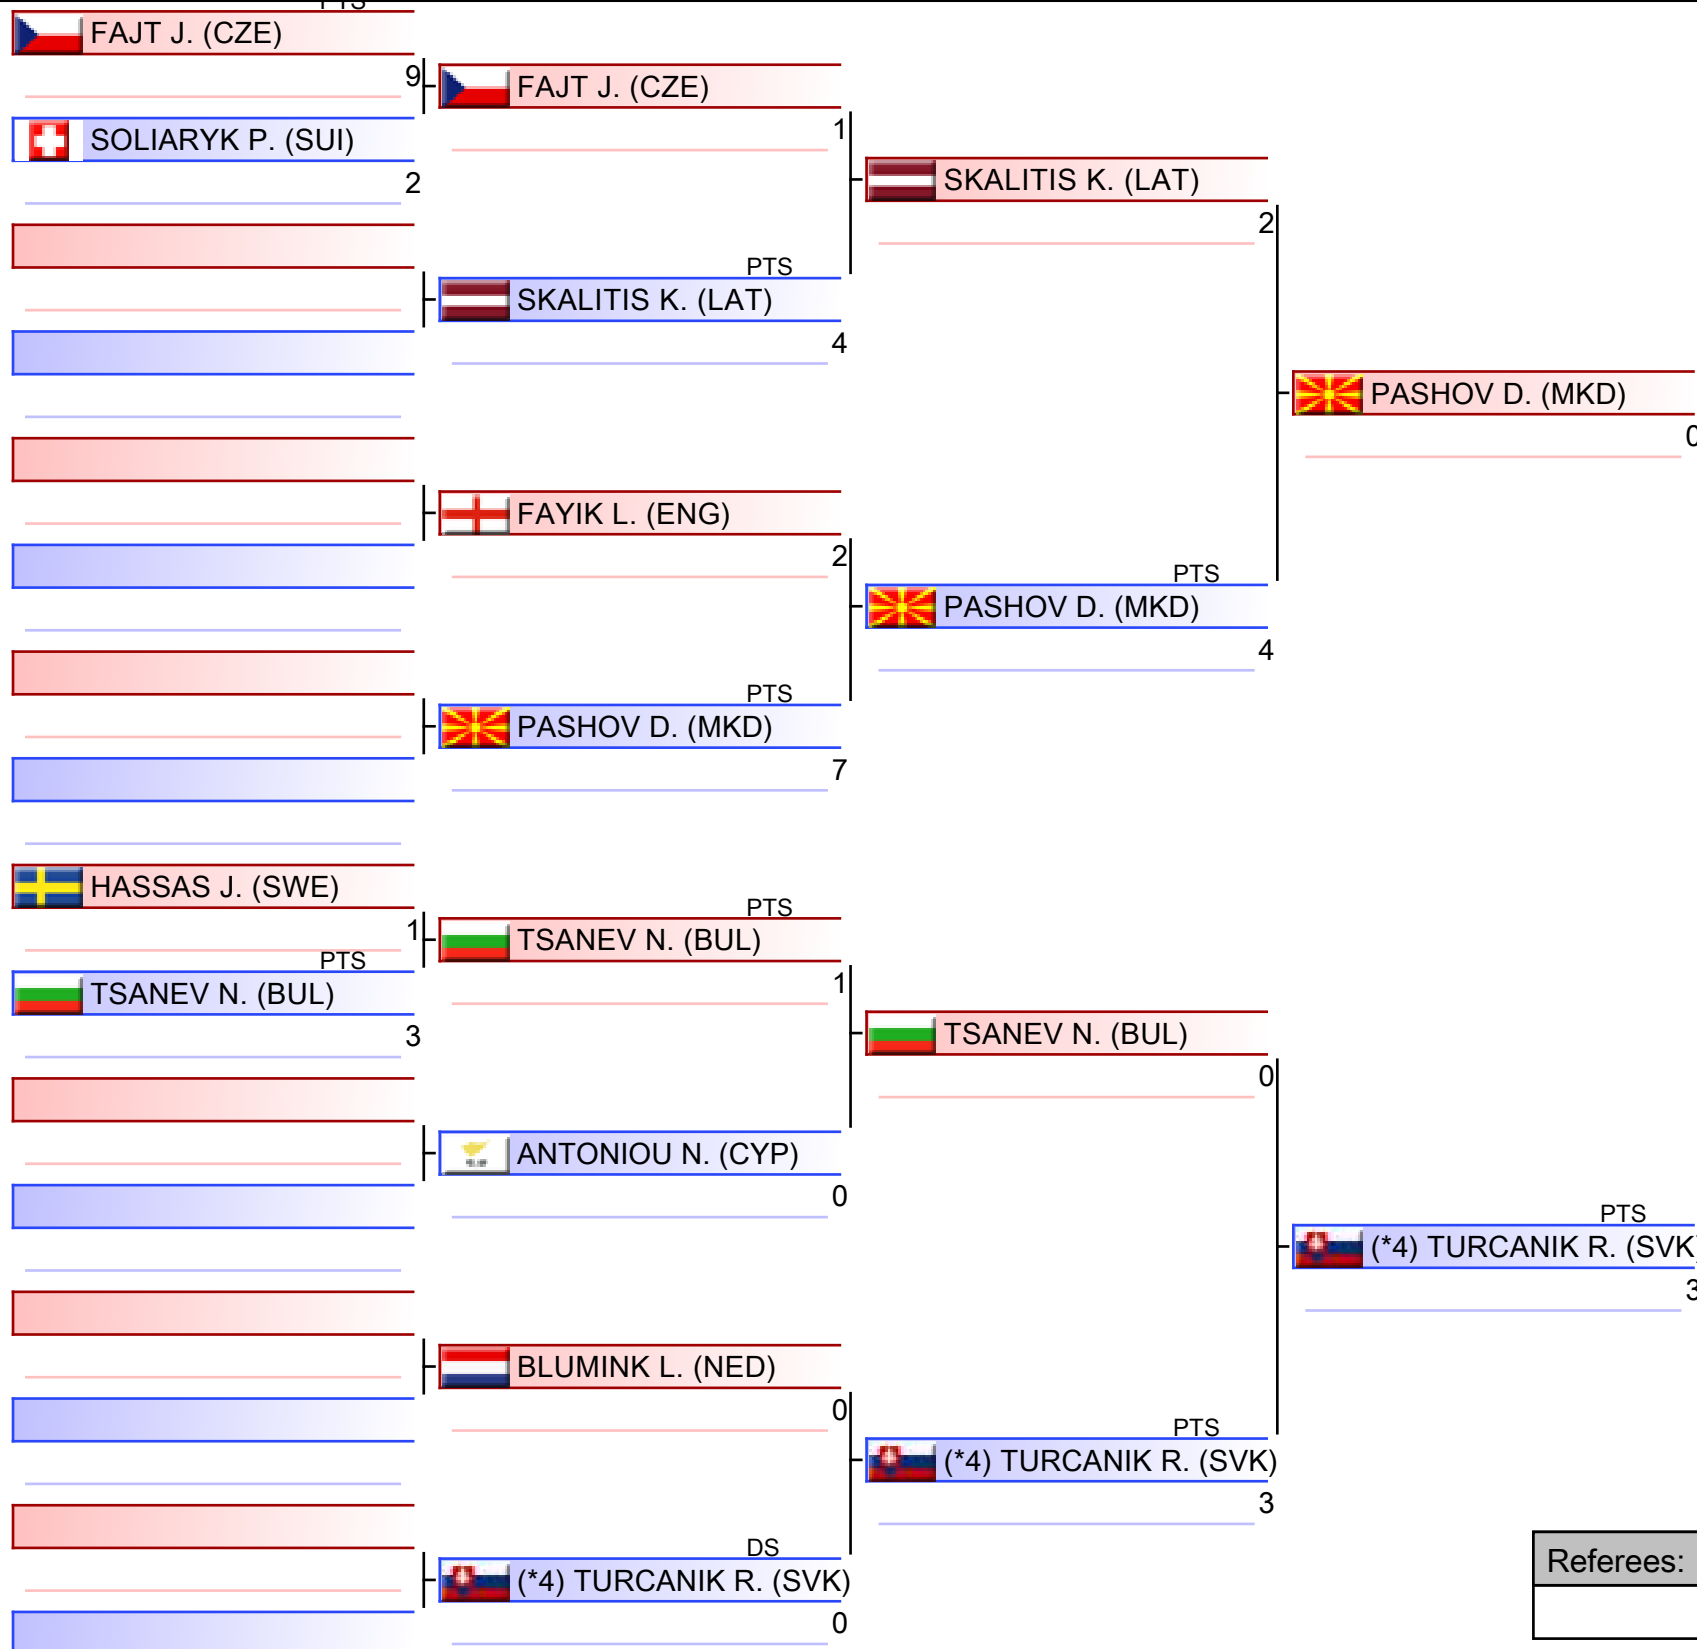 PTS
FAJT J. (CZE)
9
SOLIARYK P. (SUI)
2
HASSAS J. (SWE)
1
PTS
TSANEV N. (BUL)
3
FAJT J. (CZE)
1
PTS
SKALITIS K. (LAT)
4
FAYIK L. (ENG)
2
PTS
PASHOV D. (MKD)
7
PTS
TSANEV N. (BUL)
1
ANTONIOU N. (CYP)
0
BLUMINK L. (NED)
0
DS
(*4) TURCANIK R. (SVK)
0
SKALITIS K. (LAT)
2
PTS
PASHOV D. (MKD)
4
TSANEV N. (BUL)
0
PTS
(*4) TURCANIK R. (SVK)
3
PASHOV D. (MKD)
0
PTS
(*4) TURCANIK R. (SVK)
3
Referees: